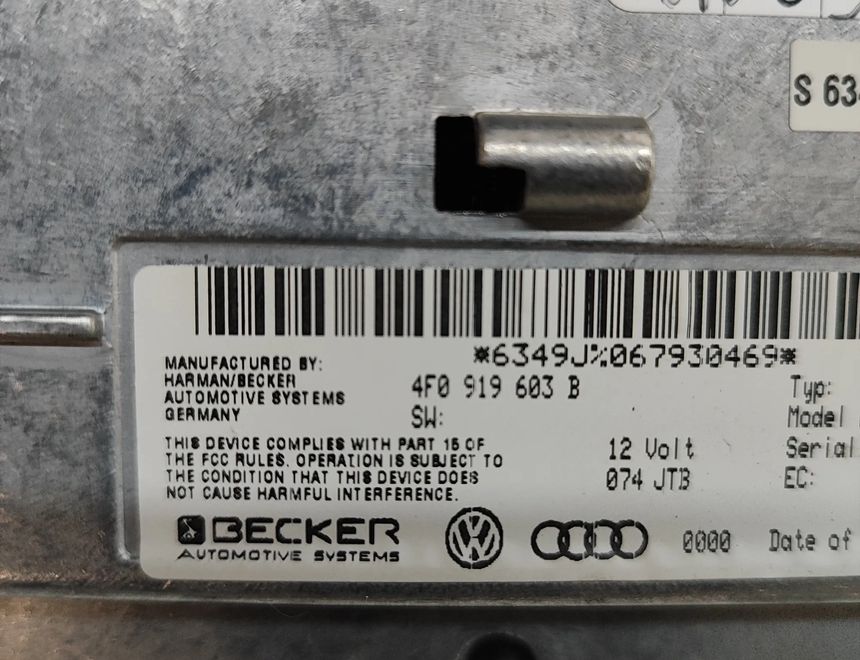 S 63
*6349J%067930469*
MANUFACTURED BY:
HARMAN/BECKER
AUTOMOTIVE SYSTEMS
GERMANY
4F0 919 603 B
SW:
Typ:
Model
THIS DEVICE COMPLIES WITH PART 15 OF
THE FCC RULES. OPERATION IS SUBJECT TO
THE CONDITION THAT THIS DEVICE DOES
NOT CAUSE HARMFUL INTERFERENCE.
12 Volt
074 JTB
Serial
EC:
BECKER
AUTOMOTIVE SYSTEMS
0000 Date of